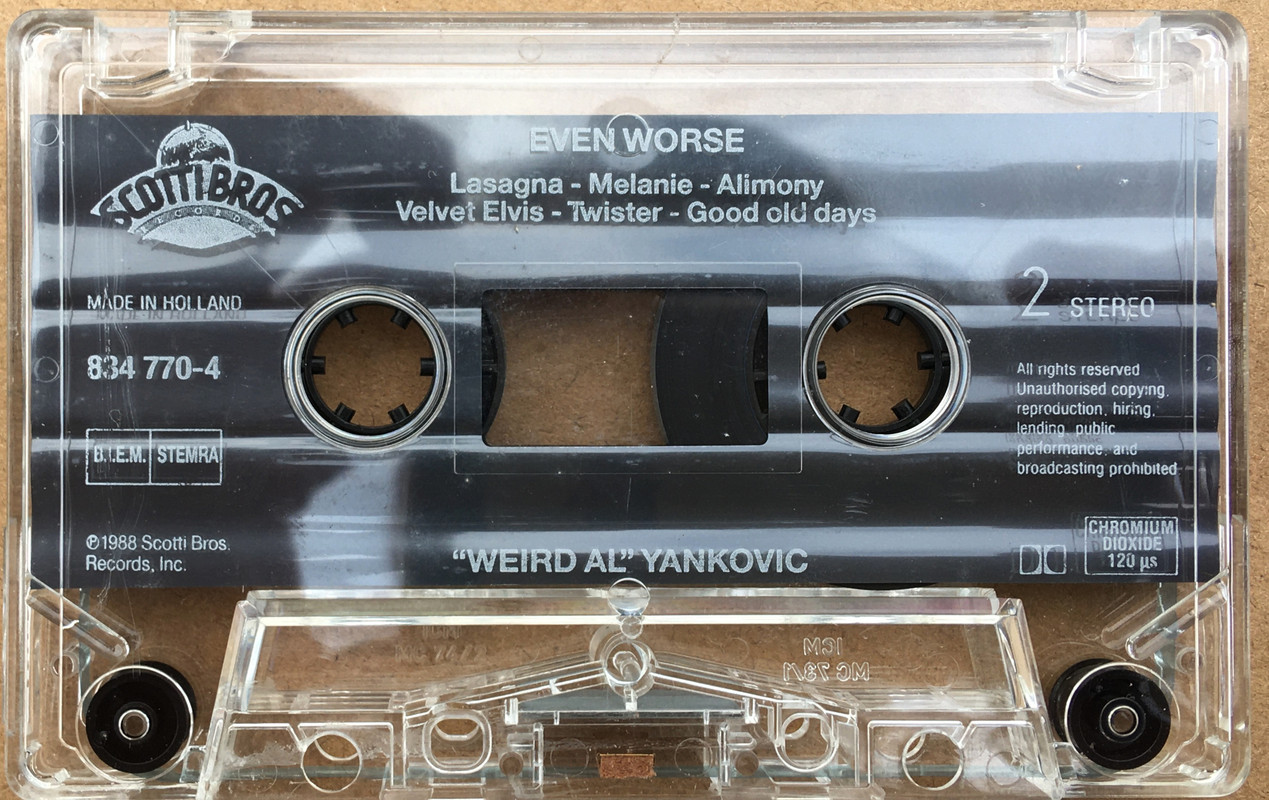 EVEN WORSE
Lasagna - Melanie - Alimony
Velvet Elvis - Twister - Good old days
SCOTTI BROS
RECORDS
MADE IN HOLLAND
834 770-4
B.I.E.M. STEMRA
℗1988 Scotti Bros.
Records, Inc.
2 STEREO
All rights reserved
Unauthorised copying,
reproduction, hiring,
lending, public
performance, and
broadcasting prohibited
"WEIRD AL" YANKOVIC
CHROMIUM
DIOXIDE
120 µs
ICM
MC 73/1